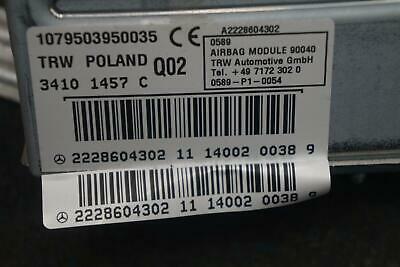 1079503950035
TRW POLAND Q02
3410 1457 C
CE
A2228604302
0589
AIRBAG MODULE 90040
TRW Automotive GmbH
Tel. +49 7172 302 0
0589-P1-0054
2228604302 11 14002 0038 9
2228604302 11 14002 0038 9